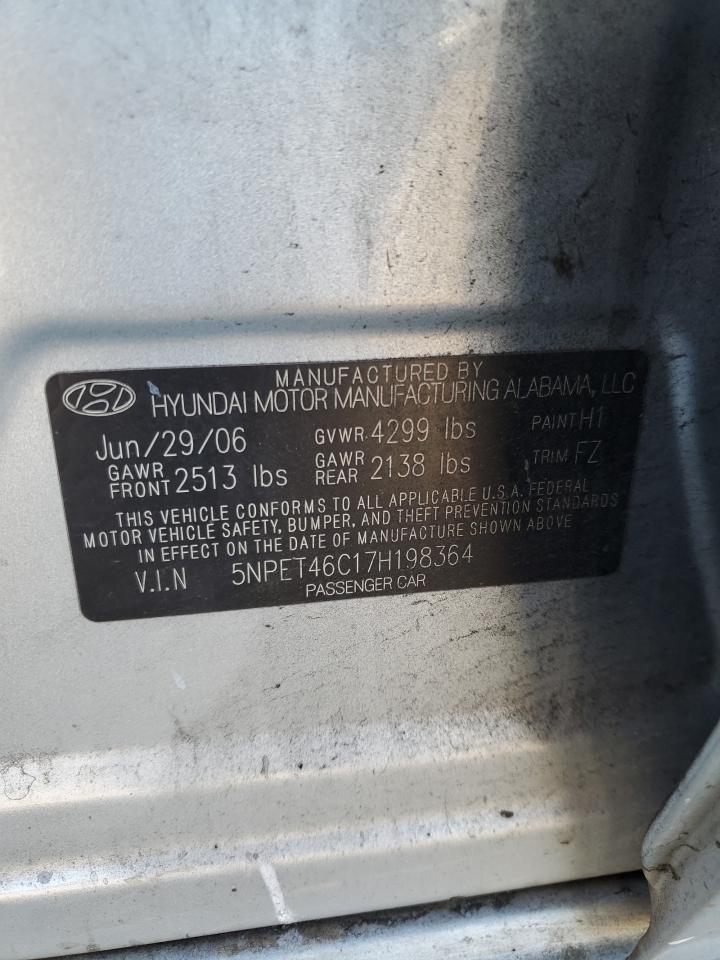 MANUFACTURED BY
HYUNDAI MOTOR MANUFACTURING ALABAMA, LLC
Jun/29/06 GVWR 4299 lbs PAINT H1
GAWR FRONT 2513 lbs GAWR REAR 2138 lbs TRIM FZ
THIS VEHICLE CONFORMS TO ALL APPLICABLE U.S.A. FEDERAL
MOTOR VEHICLE SAFETY, BUMPER, AND THEFT PREVENTION STANDARDS
IN EFFECT ON THE DATE OF MANUFACTURE SHOWN ABOVE
V.I.N 5NPET46C17H198364
PASSENGER CAR